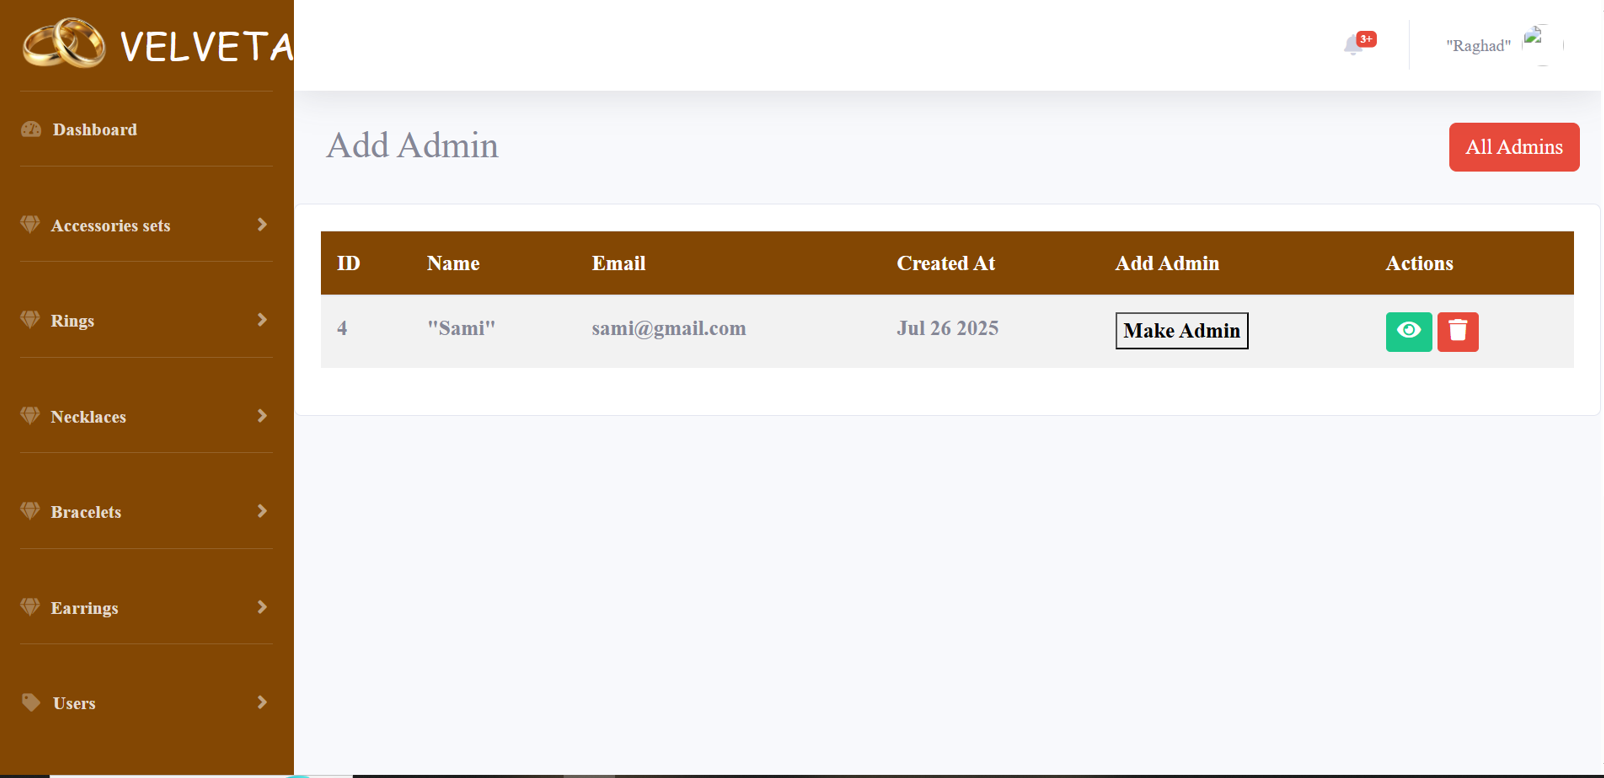 VELVETA
3+
"Raghad"
Dashboard
Add Admin
All Admins
Accessories sets
Rings
Necklaces
Bracelets
Earrings
Users
ID Name Email Created At Add Admin Actions
4 "Sami" sami@gmail.com Jul 26 2025 Make Admin